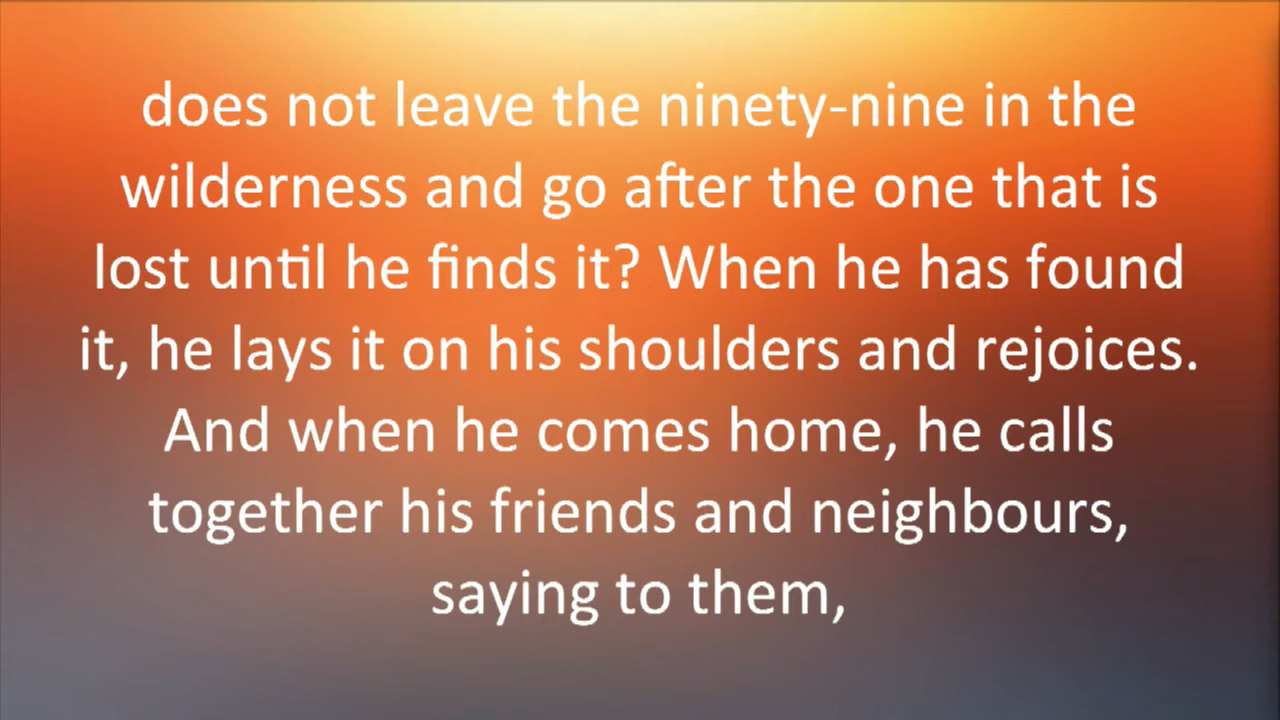 does not leave the ninety-nine in the
wilderness and go after the one that is
lost until he finds it? When he has found
it, he lays it on his shoulders and rejoices.
And when he comes home, he calls
together his friends and neighbours,
saying to them,